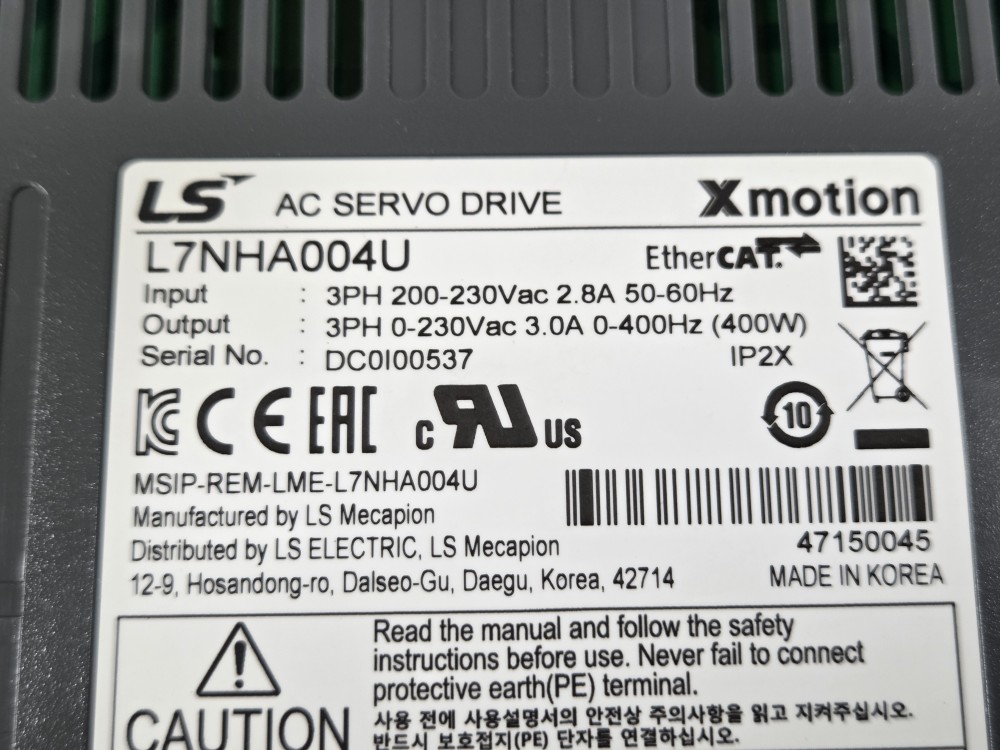 LS AC SERVO DRIVE Xmotion
L7NHA004U EtherCAT.
Input : 3PH 200-230Vac 2.8A 50-60Hz
Output : 3PH 0-230Vac 3.0A 0-400Hz (400W)
Serial No. : DC0I00537 IP2X
KC CE EAC c RU US 10
MSIP-REM-LME-L7NHA004U
Manufactured by LS Mecapion
Distributed by LS ELECTRIC, LS Mecapion 47150045
12-9, Hosandong-ro, Dalseo-Gu, Daegu, Korea, 42714 MADE IN KOREA
Read the manual and follow the safety
instructions before use. Never fail to connect
protective earth(PE) terminal.
CAUTION 사용 전에 사용설명서의 안전상 주의사항을 읽고 지켜주십시오.
반드시 보호접지(PE) 단자를 연결하십시오.